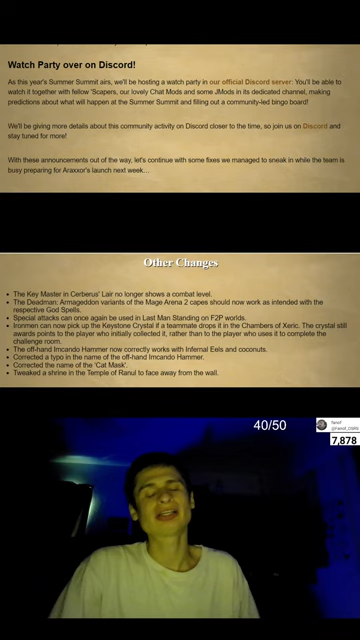 Watch Party over on Discord!
As this year's Summer Summit airs, we'll be hosting a watch party in our official Discord server: You'll be able
to watch it together with fellow 'Scapers, our lovely Chat Mods and some JMods in its dedicated channel, making
predictions about what will happen at the Summer Summit and filling out a community-led bingo board!
We'll be giving more details about this community activity on Discord closer to the time, so join us on Discord and
stay tuned for more!
With these announcements out of the way, let's continue with some fixes we managed to sneak in while the team is
busy preparing for Araxxor's launch next week…
Other Changes
The Key Master in Cerberus' Lair no longer shows a combat level.
The Deadman: Armageddon variants of the Mage Arena 2 capes should now work as intended with the
respective God Spells.
Special attacks can once again be used in Last Man Standing on F2P worlds.
Ironmen can now pick up the Keystone Crystal if a teammate drops it in the Chambers of Xeric. The crystal still
awards points to the player who initially collected it, rather than to the player who uses it to complete the
challenge room.
The off-hand Imcando Hammer now correctly works with Infernal Eels and coconuts.
Corrected a typo in the name of the off-hand Imcando Hammer.
Corrected the name of the 'Cat Mask'.
Tweaked a shrine in the Temple of Ranul to face away from the wall.
40/50
7,878